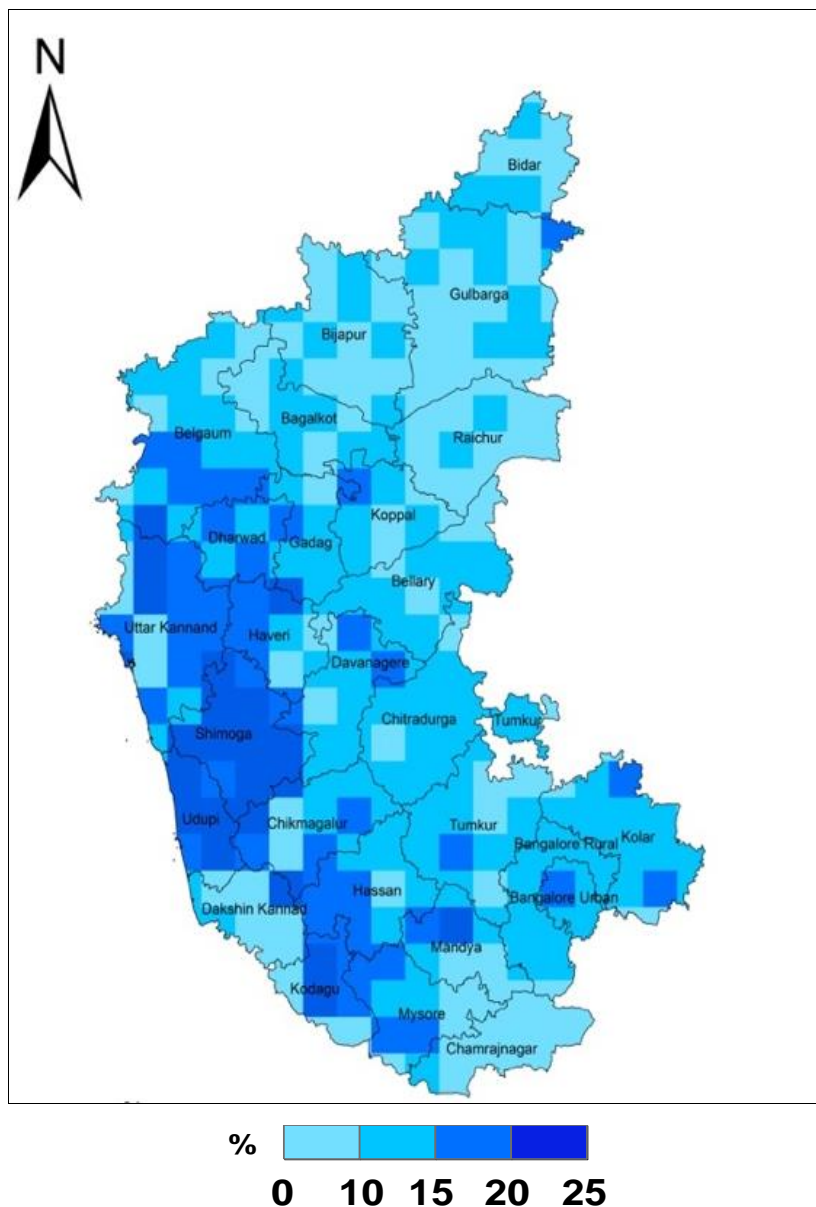 N
Bidar
Gulbarga
Bijapur
Bagalkot
Belgaum
Raichur
Koppal
Dharwad
Gadag
Bellary
Uttar Kannand
Haveri
Davanagere
Chitradurga
Tumkur
Shimoga
Udupi
Chikmagalur
Tumkur
Kolar
Bangalore Rural
Hassan
Bangalore Urban
Dakshin Kannad
Mandya
Kodagu
Mysore
Chamrajnagar
%
0 10 15 20 25